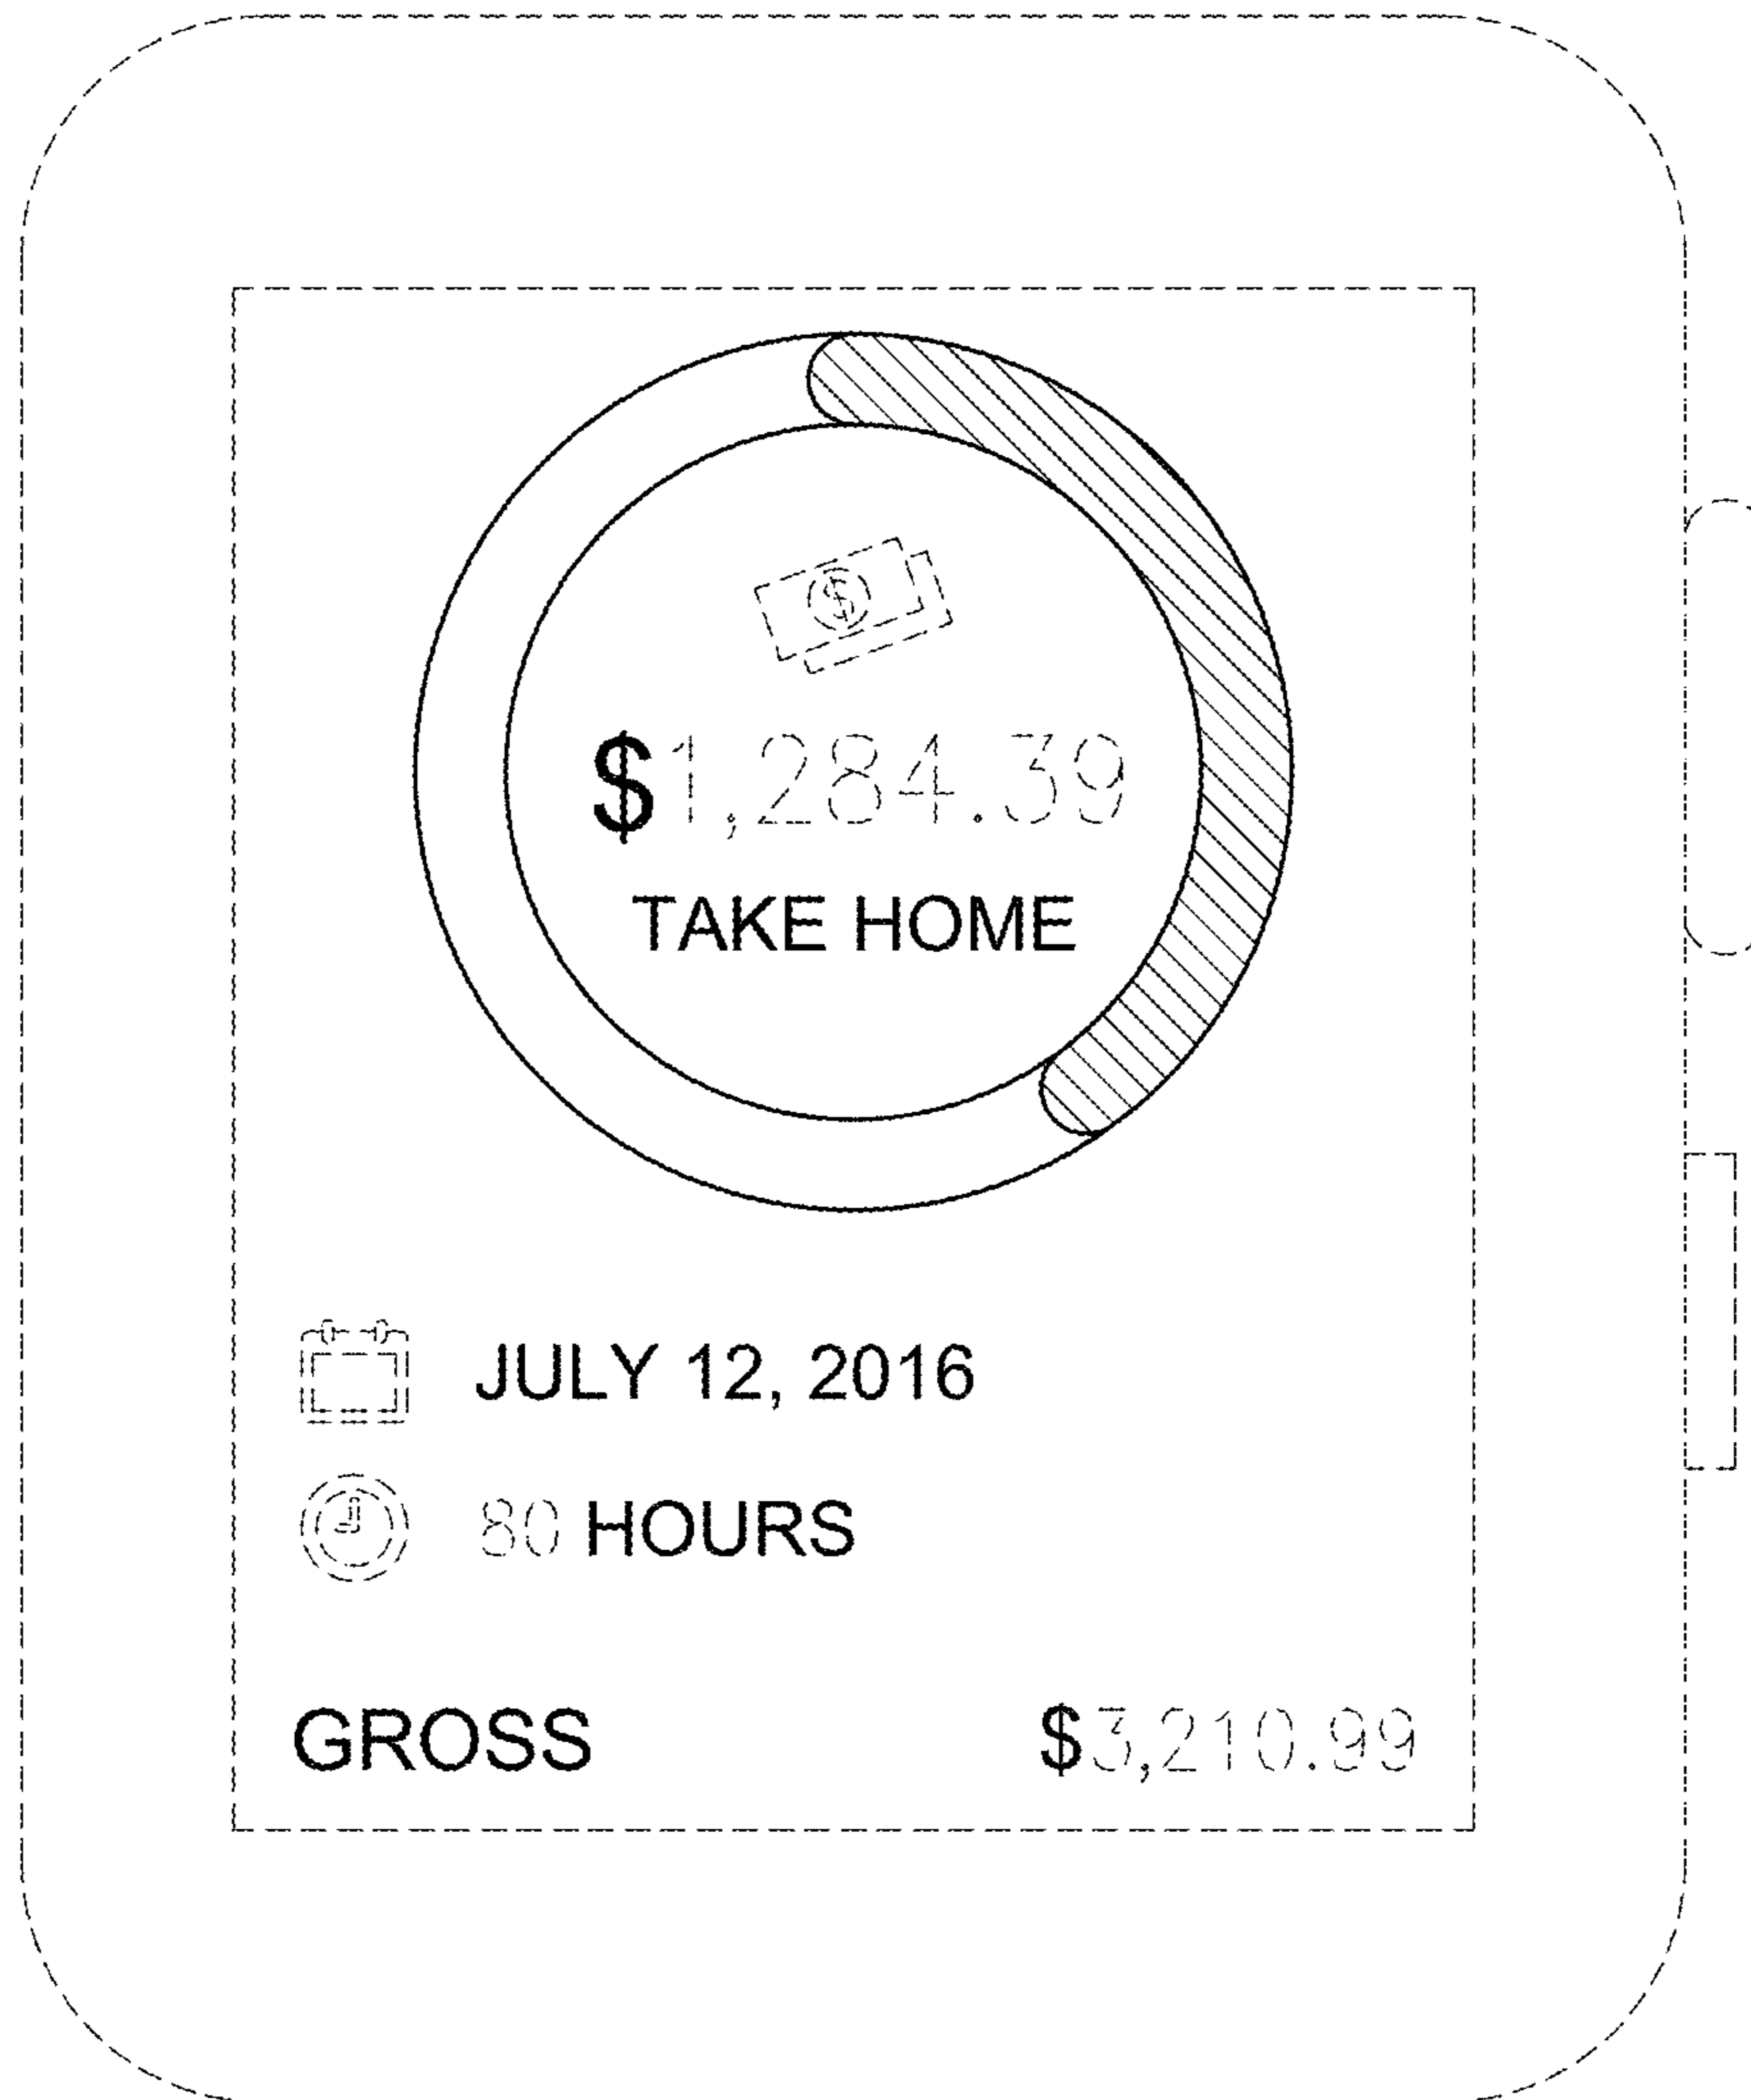 $
$1,284.39
TAKE HOME
JULY 12, 2016
80 HOURS
GROSS $3,210.99